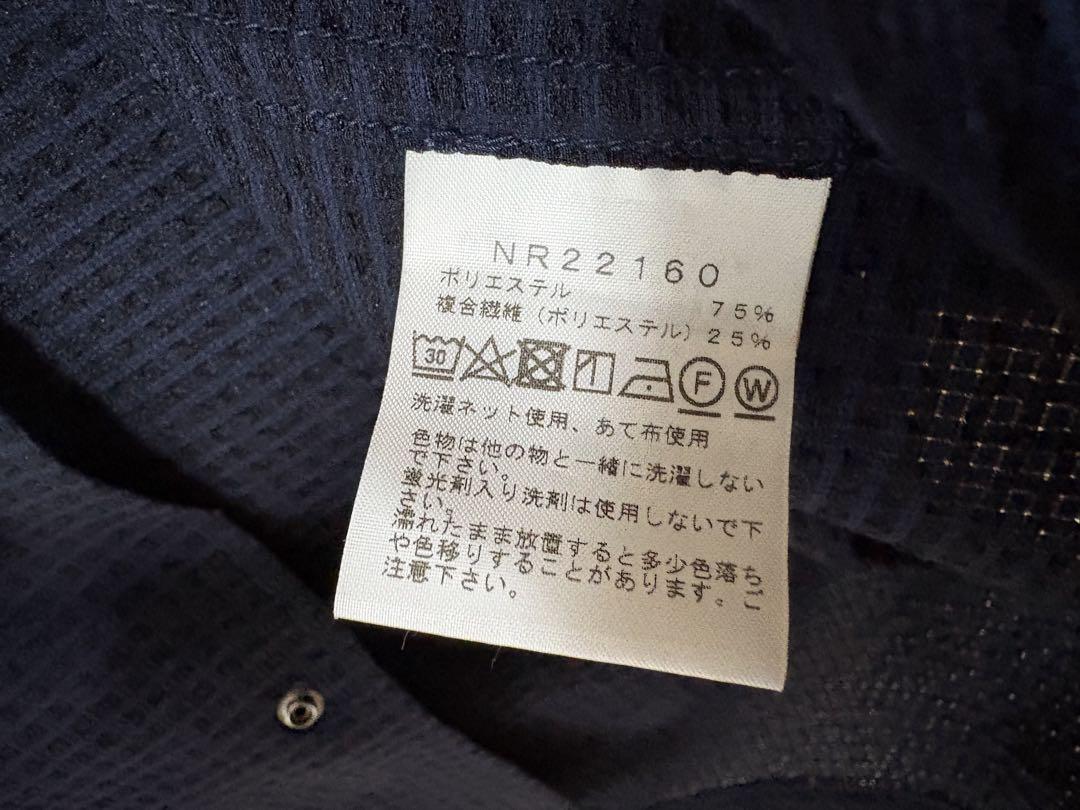 NR22160
ポリエステル 75%
複合繊維(ポリエステル)25%
30 F W
洗濯ネット使用、あて布使用
色物は他の物と一緒に洗濯しない
で下さい。
蛍光剤入り洗剤は使用しないで下
さい。
濡れたまま放置すると多少色落ち
や色移りすることがあります。ご
注意下さい。